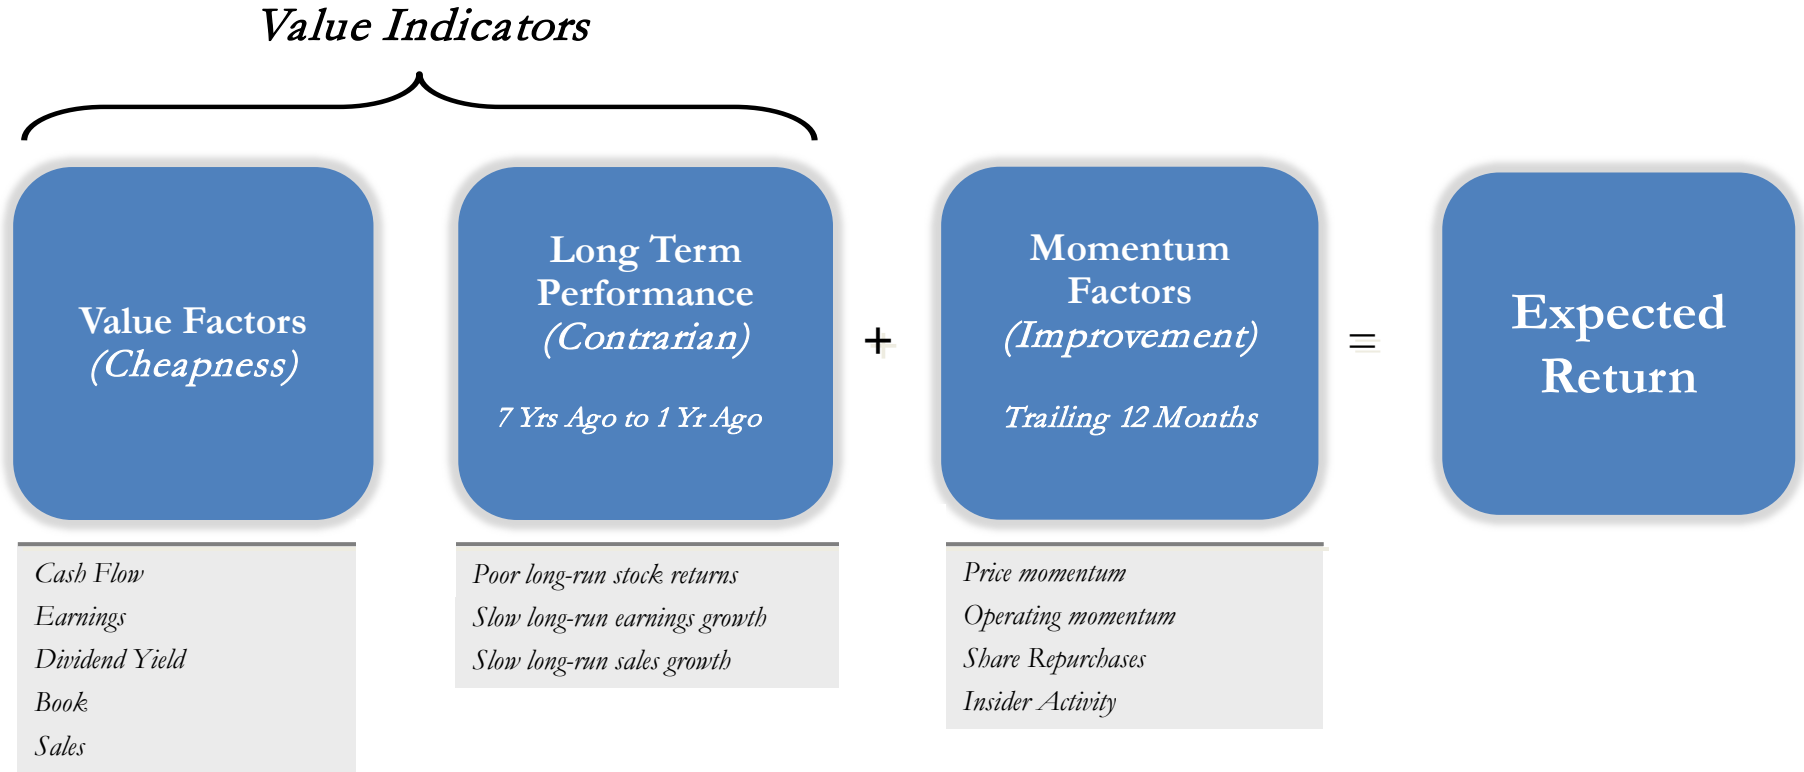 Value Indicators
Value Factors
(Cheapness)
Cash Flow
Earnings
Dividend Yield
Book
Sales
Long Term
Performance
(Contrarian)
7 Yrs Ago to 1 Yr Ago
Poor long-run stock returns
Slow long-run earnings growth
Slow long-run sales growth
+
Momentum
Factors
(Improvement)
Trailing 12 Months
Price momentum
Operating momentum
Share Repurchases
Insider Activity
=
Expected
Return